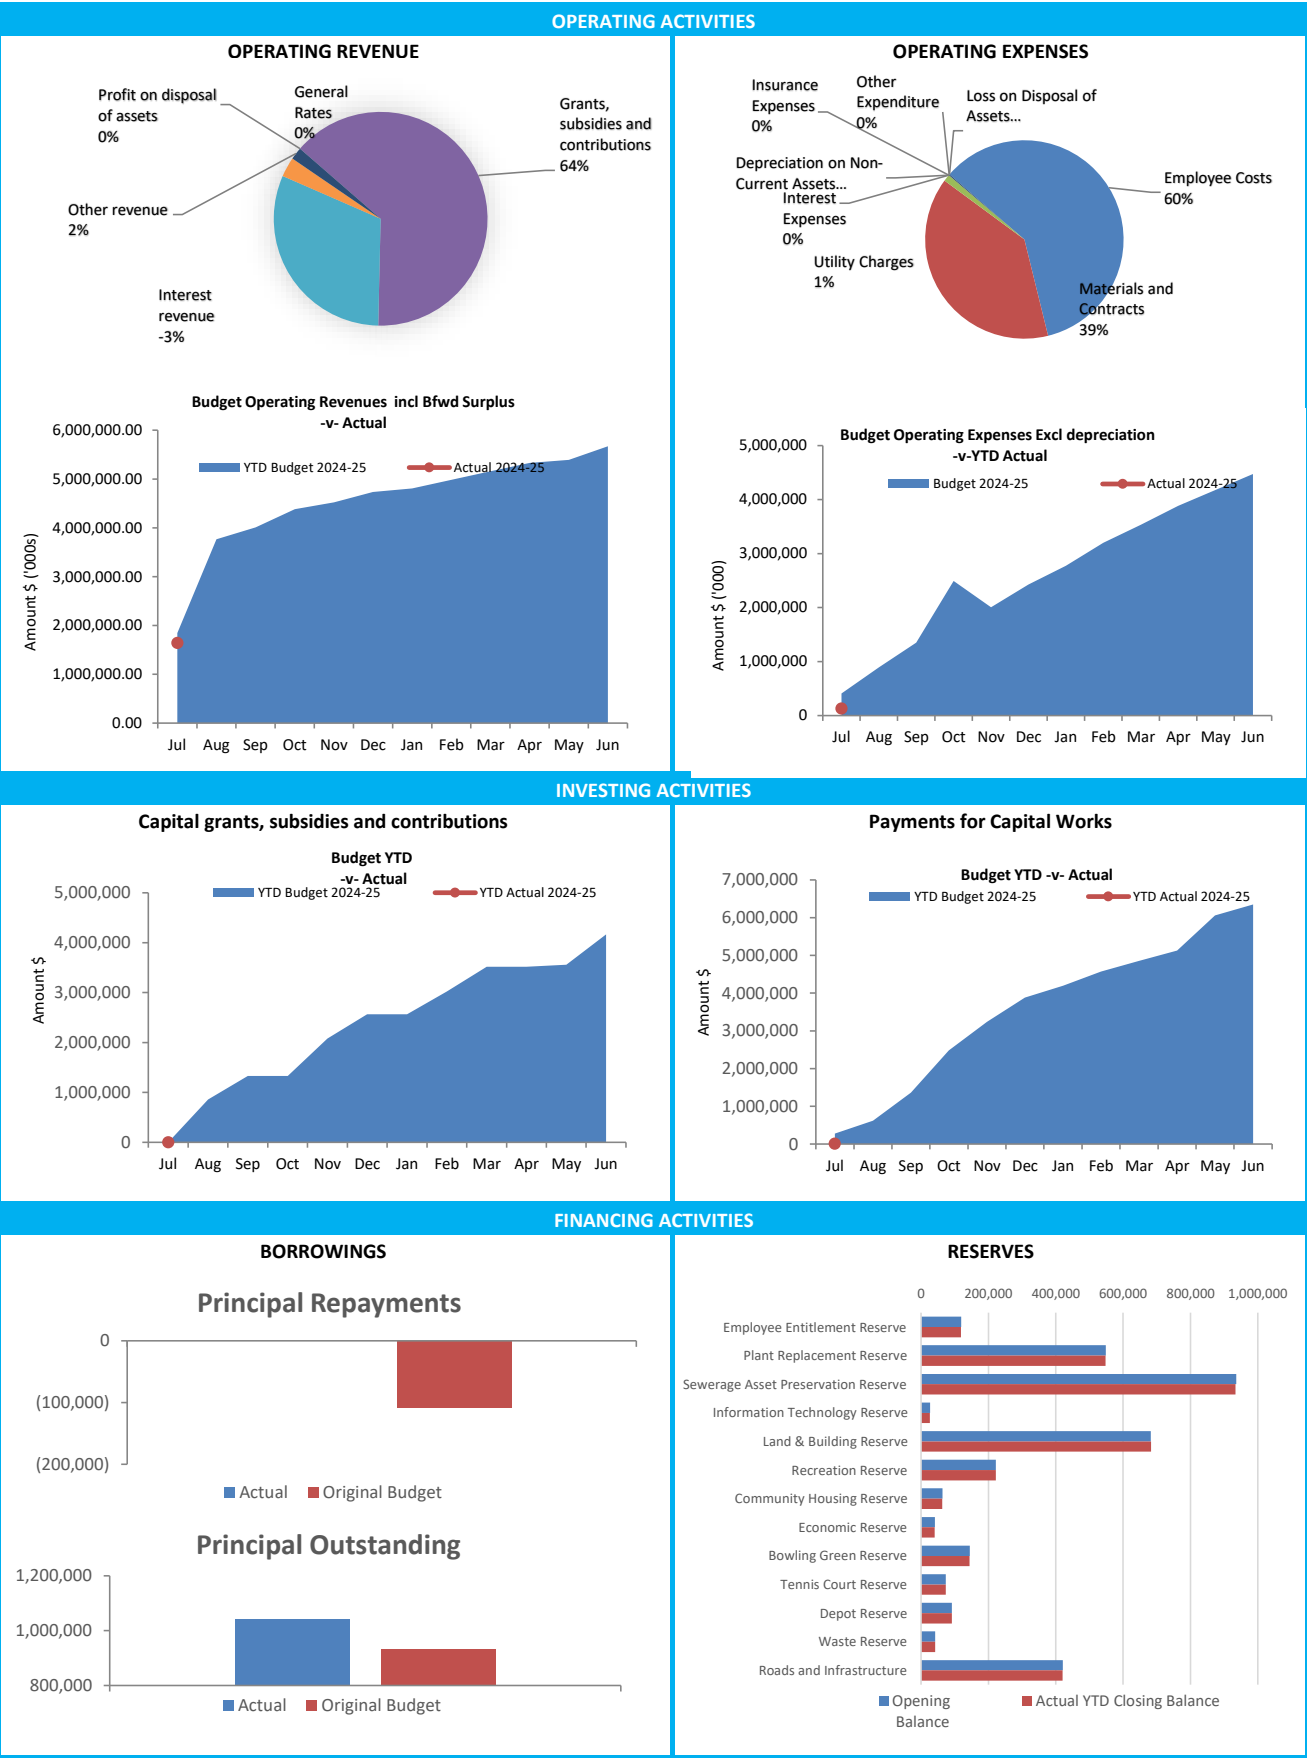 OPERATING ACTIVITIES
OPERATING REVENUE
Profit on disposal
of assets
0%
General
Rates
0%
Grants,
subsidies and
contributions
64%
Other revenue
2%
Interest
revenue
-3%
OPERATING EXPENSES
Insurance
Expenses
0%
Other
Expenditure
0%
Loss on Disposal of
Assets...
Depreciation on Non-
Current Assets...
Interest
Expenses
0%
Employee Costs
60%
Utility Charges
1%
Materials and
Contracts
39%
Budget Operating Revenues incl Bfwd Surplus
-v- Actual
YTD Budget 2024-25
Actual 2024-25
Amount $ ('000s)
6,000,000.00
5,000,000.00
4,000,000.00
3,000,000.00
2,000,000.00
1,000,000.00
0.00
Jul Aug Sep Oct Nov Dec Jan Feb Mar Apr May Jun
Budget Operating Expenses Excl depreciation
-v-YTD Actual
Budget 2024-25
Actual 2024-25
Amount $ ('000)
5,000,000
4,000,000
3,000,000
2,000,000
1,000,000
0
Jul Aug Sep Oct Nov Dec Jan Feb Mar Apr May Jun
INVESTING ACTIVITIES
Capital grants, subsidies and contributions
Budget YTD
-v- Actual
YTD Budget 2024-25
YTD Actual 2024-25
Amount $
5,000,000
4,000,000
3,000,000
2,000,000
1,000,000
0
Jul Aug Sep Oct Nov Dec Jan Feb Mar Apr May Jun
Payments for Capital Works
Budget YTD -v- Actual
YTD Budget 2024-25
YTD Actual 2024-25
Amount $
7,000,000
6,000,000
5,000,000
4,000,000
3,000,000
2,000,000
1,000,000
0
Jul Aug Sep Oct Nov Dec Jan Feb Mar Apr May Jun
FINANCING ACTIVITIES
BORROWINGS
Principal Repayments
0
(100,000)
(200,000)
Actual
Original Budget
Principal Outstanding
1,200,000
1,000,000
800,000
Actual
Original Budget
RESERVES
0 200,000 400,000 600,000 800,000 1,000,000
Employee Entitlement Reserve
Plant Replacement Reserve
Sewerage Asset Preservation Reserve
Information Technology Reserve
Land & Building Reserve
Recreation Reserve
Community Housing Reserve
Economic Reserve
Bowling Green Reserve
Tennis Court Reserve
Depot Reserve
Waste Reserve
Roads and Infrastructure
Opening
Balance
Actual YTD Closing Balance